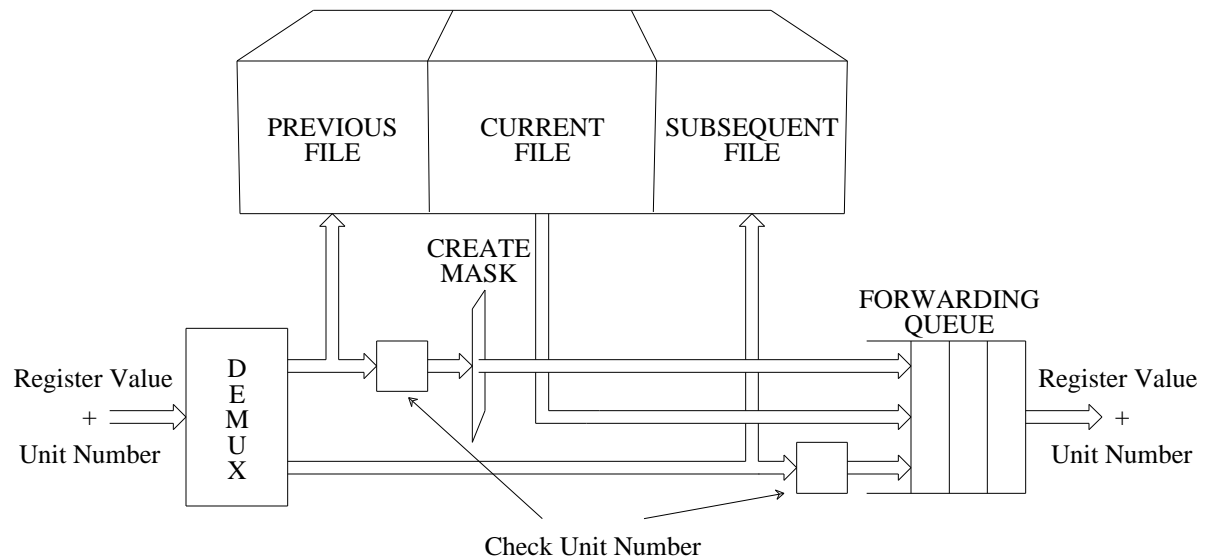 PREVIOUS
FILE
CURRENT
FILE
SUBSEQUENT
FILE
CREATE
MASK
FORWARDING
QUEUE
Register Value
+
Unit Number
D
E
M
U
X
Register Value
+
Unit Number
Check Unit Number